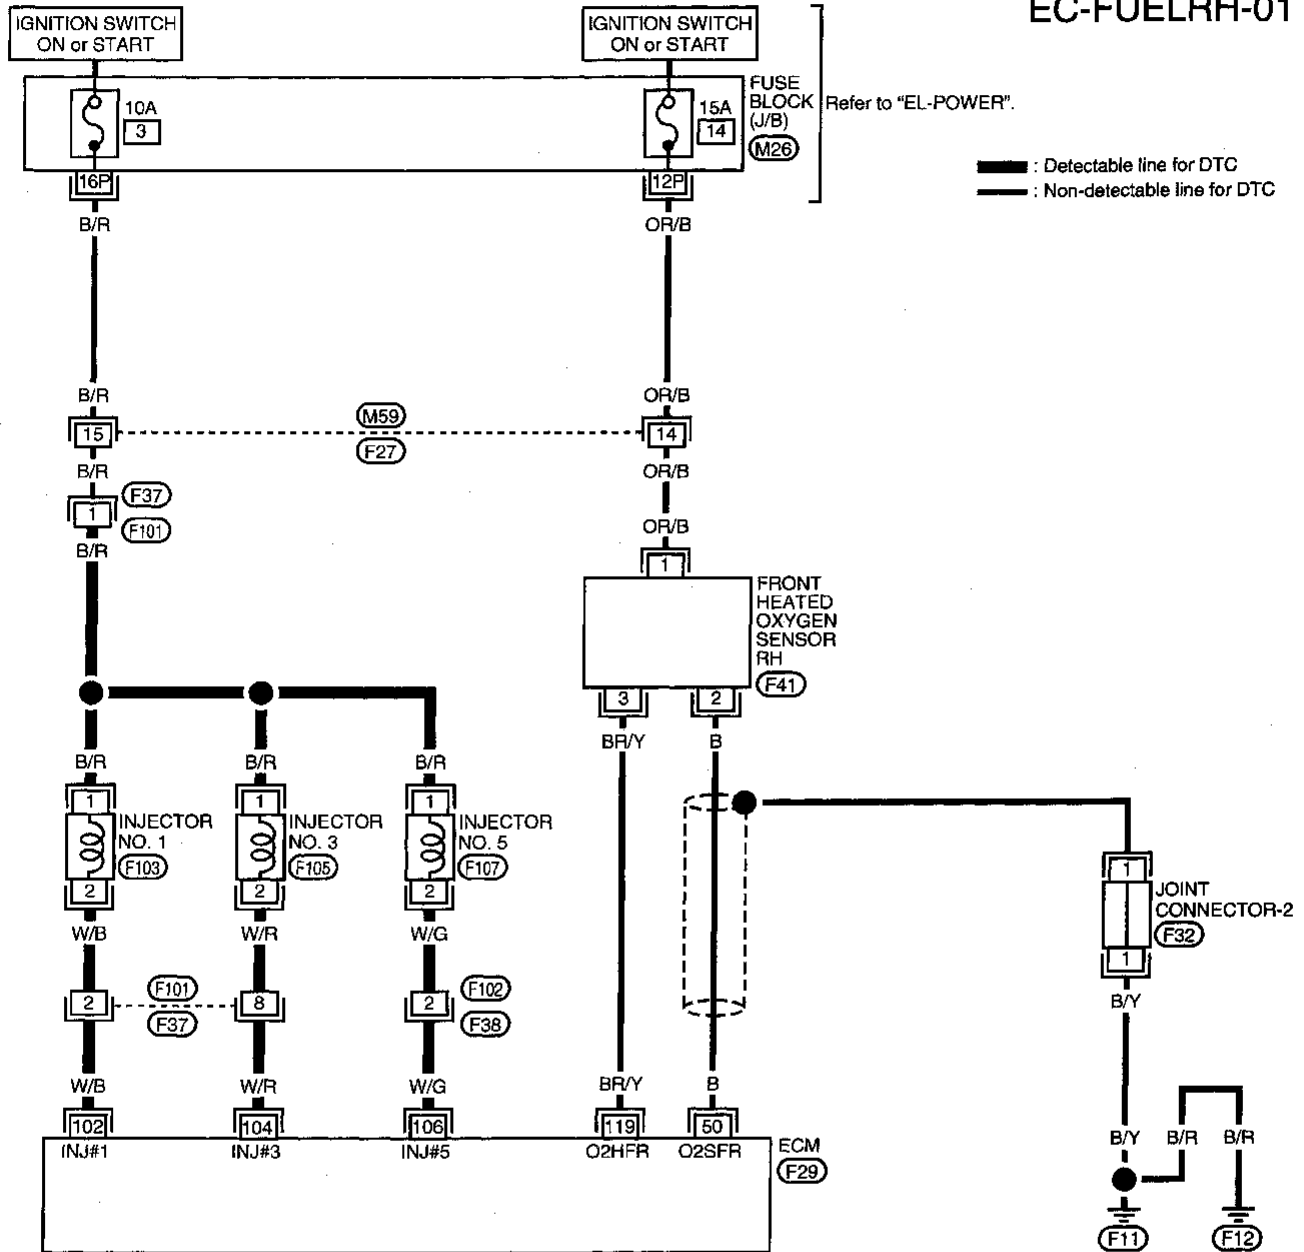 EC-FUELRH-01
IGNITION SWITCH
ON or START
IGNITION SWITCH
ON or START
10A
3
15A
14
FUSE
BLOCK
(J/B)
M26
Refer to "EL-POWER".
: Detectable line for DTC
: Non-detectable line for DTC
16P
12P
B/R
OR/B
B/R
OR/B
15
M59
F27
14
B/R
OR/B
1
F37
F101
B/R
OR/B
1
FRONT
HEATED
OXYGEN
SENSOR
RH
F41
3
2
BR/Y
B
B/R
B/R
B/R
1
INJECTOR
NO. 1
F103
2
1
INJECTOR
NO. 3
F105
2
1
INJECTOR
NO. 5
F107
2
1
JOINT
CONNECTOR-2
F32
1
W/B
W/R
W/G
B/Y
2
F101
F37
8
2
F102
F38
W/B
W/R
W/G
BR/Y
B
102
104
106
119
50
INJ#1
INJ#3
INJ#5
O2HFR
O2SFR
ECM
F29
B/Y
B/R
B/R
F11
F12